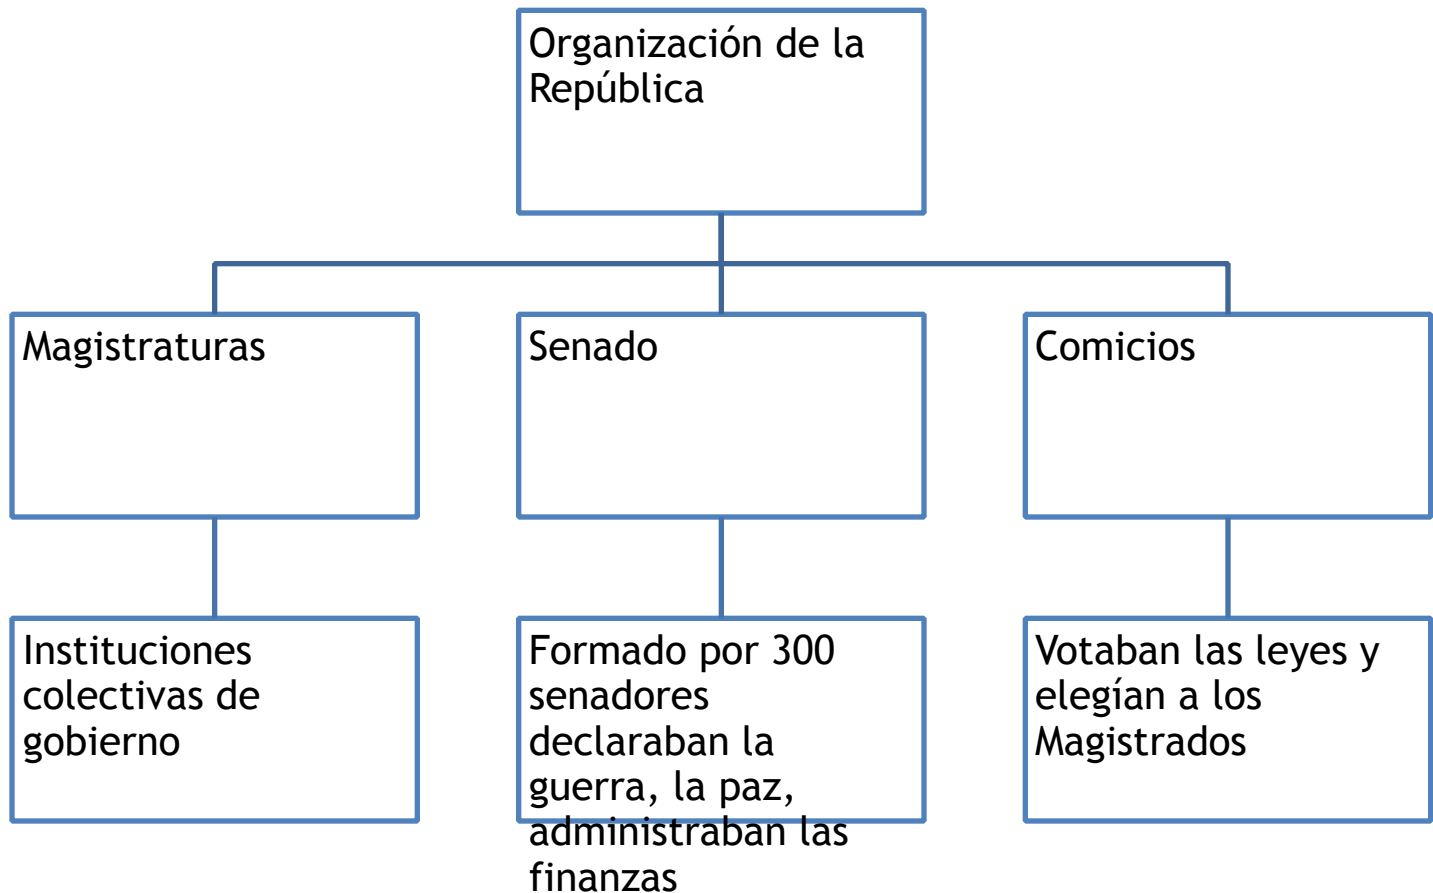 Organización de la
República
Magistraturas
Senado
Comicios
Instituciones
colectivas de
gobierno
Formado por 300
senadores
declaraban la
guerra, la paz,
administraban las
finanzas
Votaban las leyes y
elegían a los
Magistrados